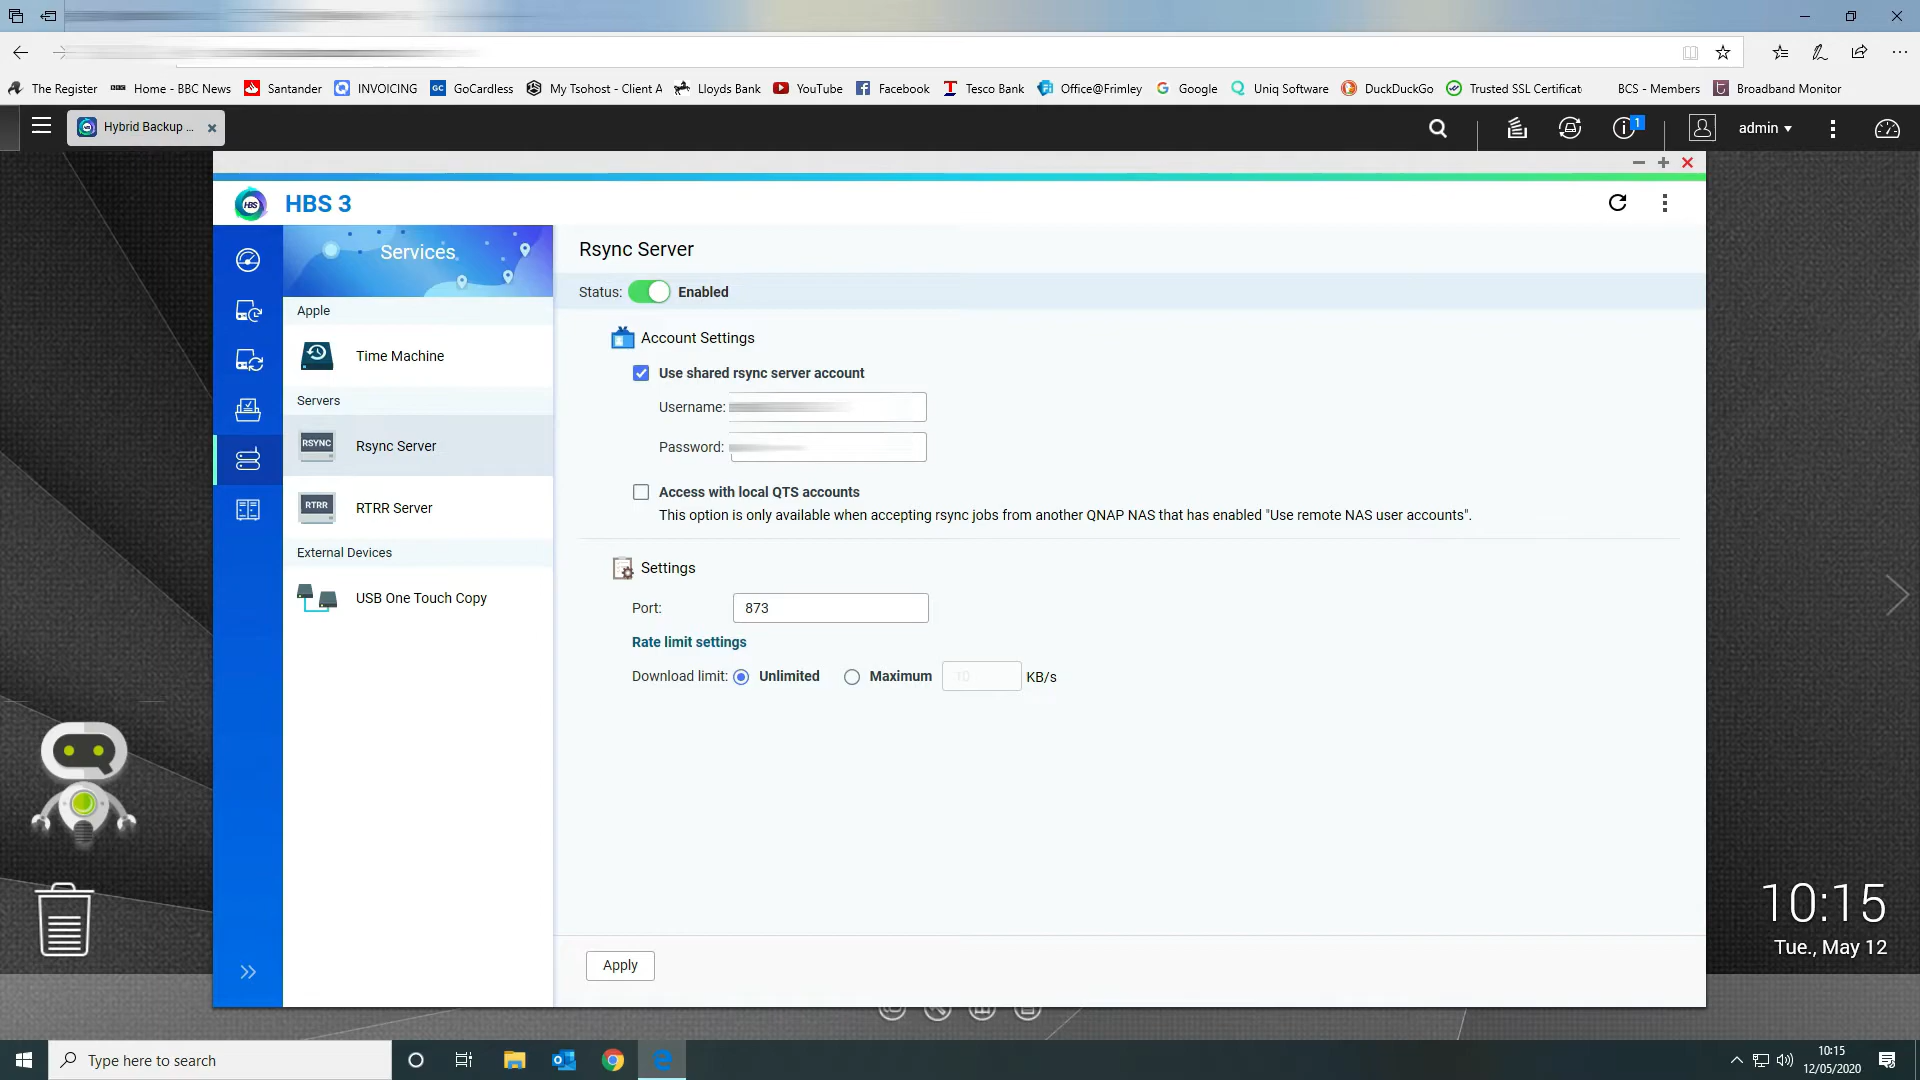 The Register
BBC
Home - BBC News
Santander
INVOICING
GC
GoCardless
My Tsohost - Client A
Lloyds Bank
YouTube
Facebook
Tesco Bank
Office@Frimley
Google
Uniq Software
DuckDuckGo
Trusted SSL Certificat
BCS - Members
Broadband Monitor
Hybrid Backup ...
1
admin
HBS
HBS 3
Services
Apple
Time Machine
Servers
RSYNC
Rsync Server
RTRR
RTRR Server
External Devices
USB One Touch Copy
Rsync Server
Status:
Enabled
Account Settings
Use shared rsync server account
Username:
Password:
Access with local QTS accounts
This option is only available when accepting rsync jobs from another QNAP NAS that has enabled "Use remote NAS user accounts".
Settings
Port:
873
Rate limit settings
Download limit:
Unlimited
Maximum
10
KB/s
Apply
10:15
Tue., May 12
Type here to search
10:15
12/05/2020